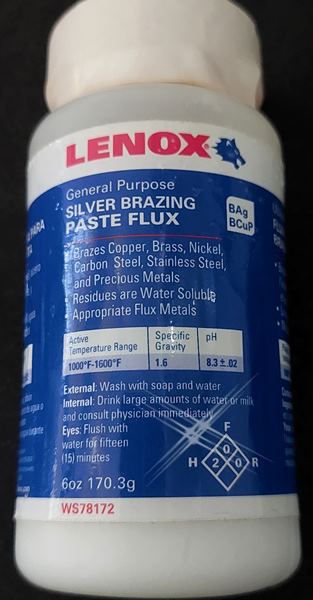 LENOX
General Purpose
SILVER BRAZING
PASTE FLUX
BAg
BCuP
Brazes Copper, Brass, Nickel,
Carbon Steel, Stainless Steel,
and Precious Metals
Residues are Water Soluble
Appropriate Flux Metals
Active
Temperature Range
Specific
Gravity
pH
1000°F-1600°F
1.6
8.3 ± .02
External: Wash with soap and water
Internal: Drink large amounts of water or milk
and consult physician immediately
Eyes: Flush with
water for fifteen
(15) minutes
F
0
H 2 0 R
0
6oz 170.3g
WS78172